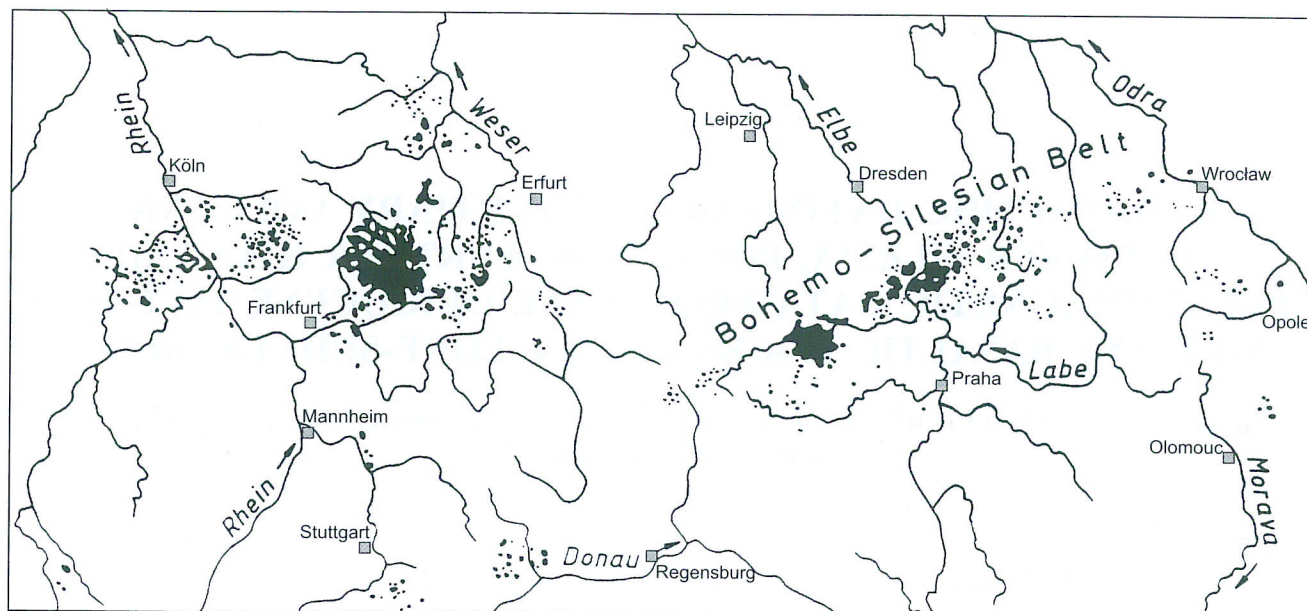 Rhein
Weser
Köln
Erfurt
Frankfurt
Mannheim
Rhein
Stuttgart
Donau
Regensburg
Leipzig
Elbe
Dresden
Odra
Wrocław
Bohemo-Silesian Belt
Opole
Labe
Praha
Olomouc
Morava